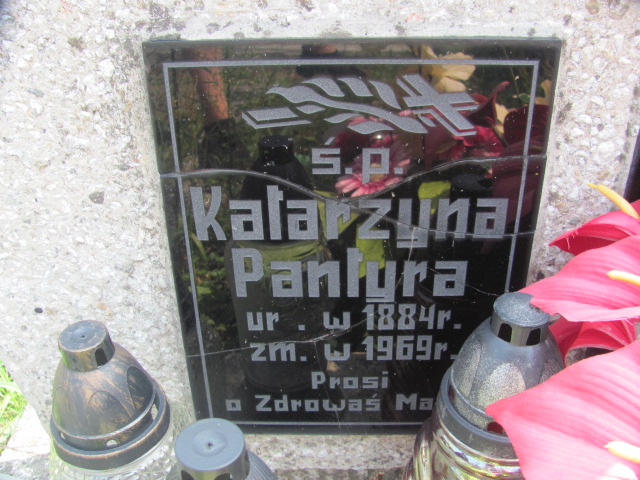 s.p.
Katarzyna
Pantyra
ur . w 1884r.
zm. w 1969r.
Prosi
o Zdrowaś